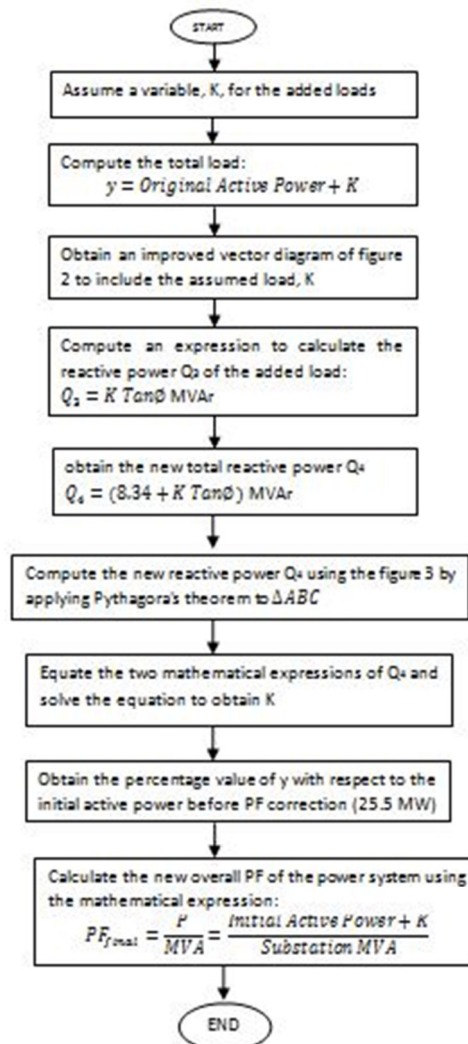 START
Assume a variable, K, for the added loads
Compute the total load:
y = Original Active Power + K
Obtain an improved vector diagram of figure
2 to include the assumed load, K
Compute an expression to calculate the
reactive power Q₃ of the added load:
Q₃ = K TanØ MVAr
obtain the new total reactive power Q₄
Q₄ = (8.34 + K TanØ) MVAr
Compute the new reactive power Q₄ using the figure 3 by
applying Pythagora's theorem to ΔABC
Equate the two mathematical expressions of Q₄ and
solve the equation to obtain K
Obtain the percentage value of y with respect to the
initial active power before PF correction (25.5 MW)
Calculate the new overall PF of the power system using
the mathematical expression:
PF_final = P/MVA = Initial Active Power + K/Substation MVA
END